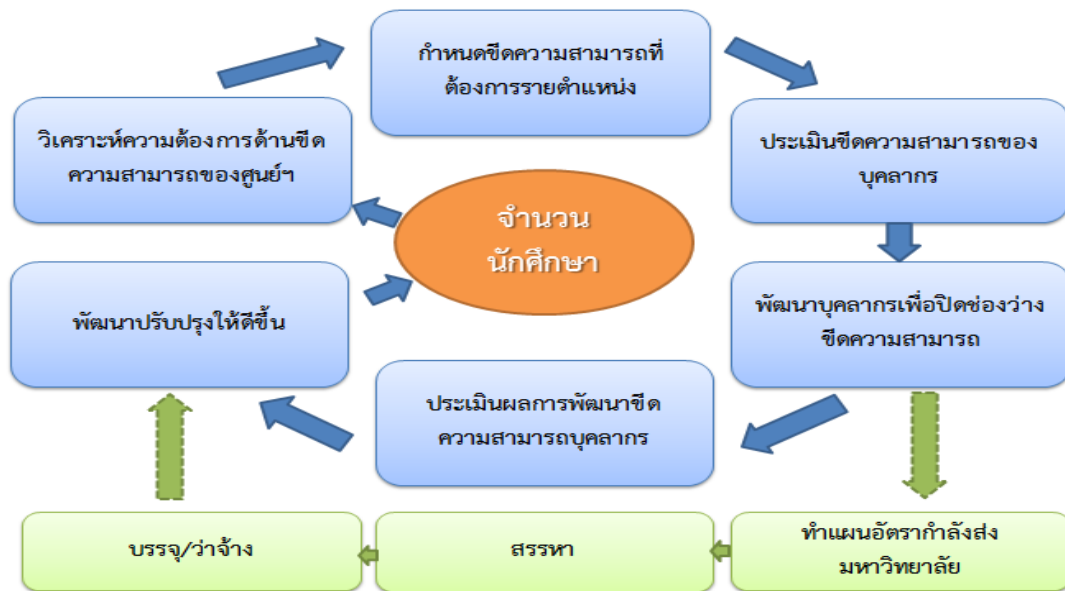 กำหนดขีดความสามารถที่
ต้องการรายตำแหน่ง
วิเคราะห์ความต้องการด้านขีด
ความสามารถของศูนย์ฯ
ประเมินขีดความสามารถของ
บุคลากร
จำนวน
นักศึกษา
พัฒนาปรับปรุงให้ดีขึ้น
พัฒนาบุคลากรเพื่อปิดช่องว่าง
ขีดความสามารถ
ประเมินผลการพัฒนาขีด
ความสามารถบุคลากร
บรรจุ/ว่าจ้าง
สรรหา
ทำแผนอัตรากำลังส่ง
มหาวิทยาลัย